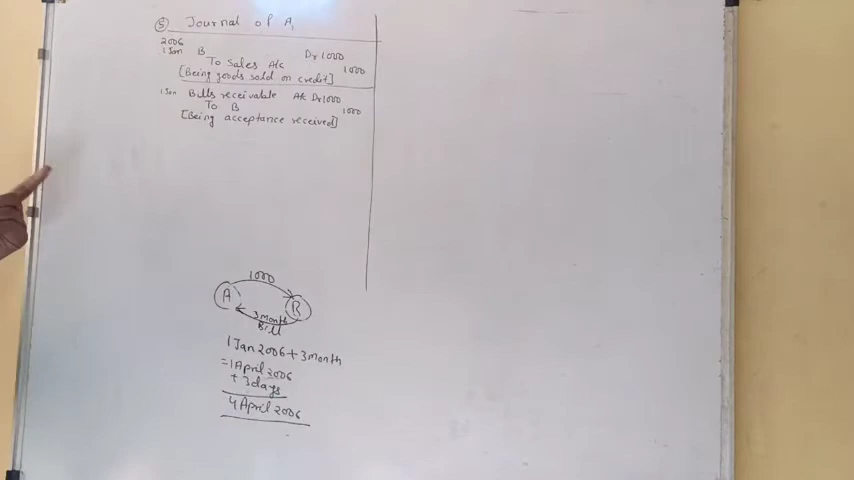 (5) Journal of A,
2006
1 Jan B Dr 1000
To Sales A/c 1000
[Being goods sold on credit]
1 Jan Bills receivable A/c Dr 1000
To B 1000
[Being acceptance received]
1000
A B
3 month
Bill
1 Jan 2006 + 3 month
= 1 April 2006
+ 3 days
4 April 2006